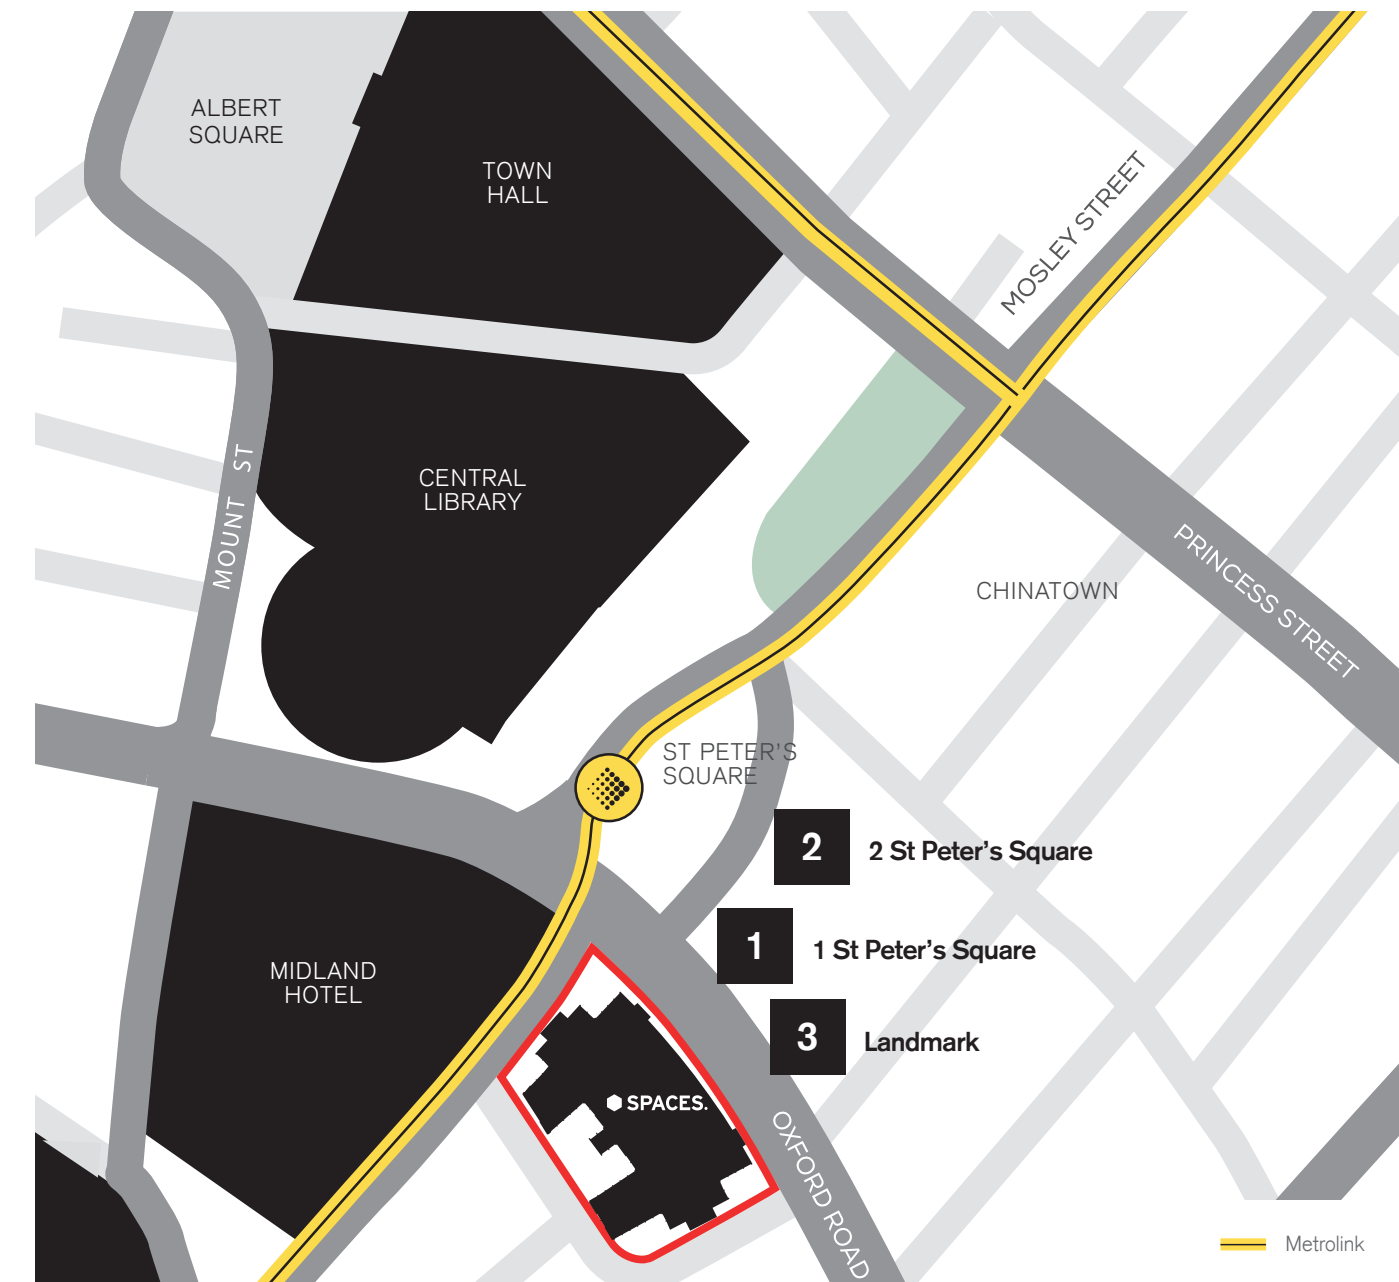 ALBERT
SQUARE
TOWN
HALL
MOSLEY STREET
CENTRAL
LIBRARY
MOUNT ST
CHINATOWN
PRINCESS STREET
ST PETER'S
SQUARE
2 2 St Peter's Square
1 1 St Peter's Square
MIDLAND
HOTEL
3 Landmark
SPACES.
OXFORD ROAD
Metrolink